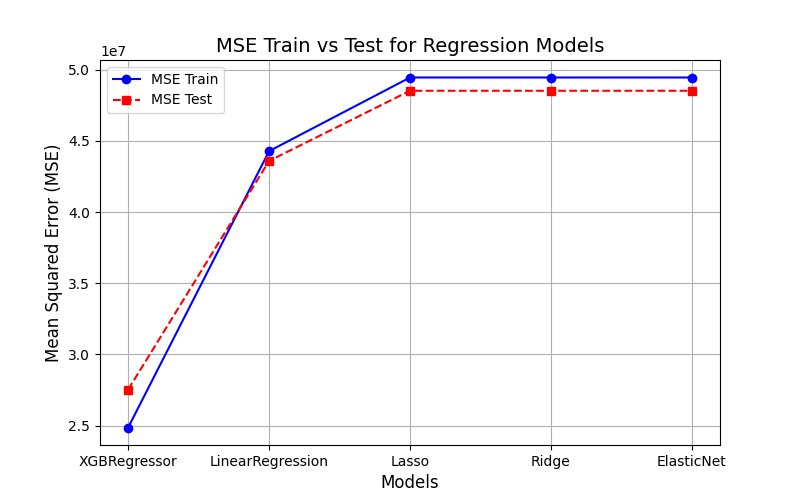 MSE Train vs Test for Regression Models
1e7
MSE Train
MSE Test
5.0
4.5
4.0
3.5
3.0
2.5
Mean Squared Error (MSE)
XGBRegressor LinearRegression Lasso Ridge ElasticNet
Models